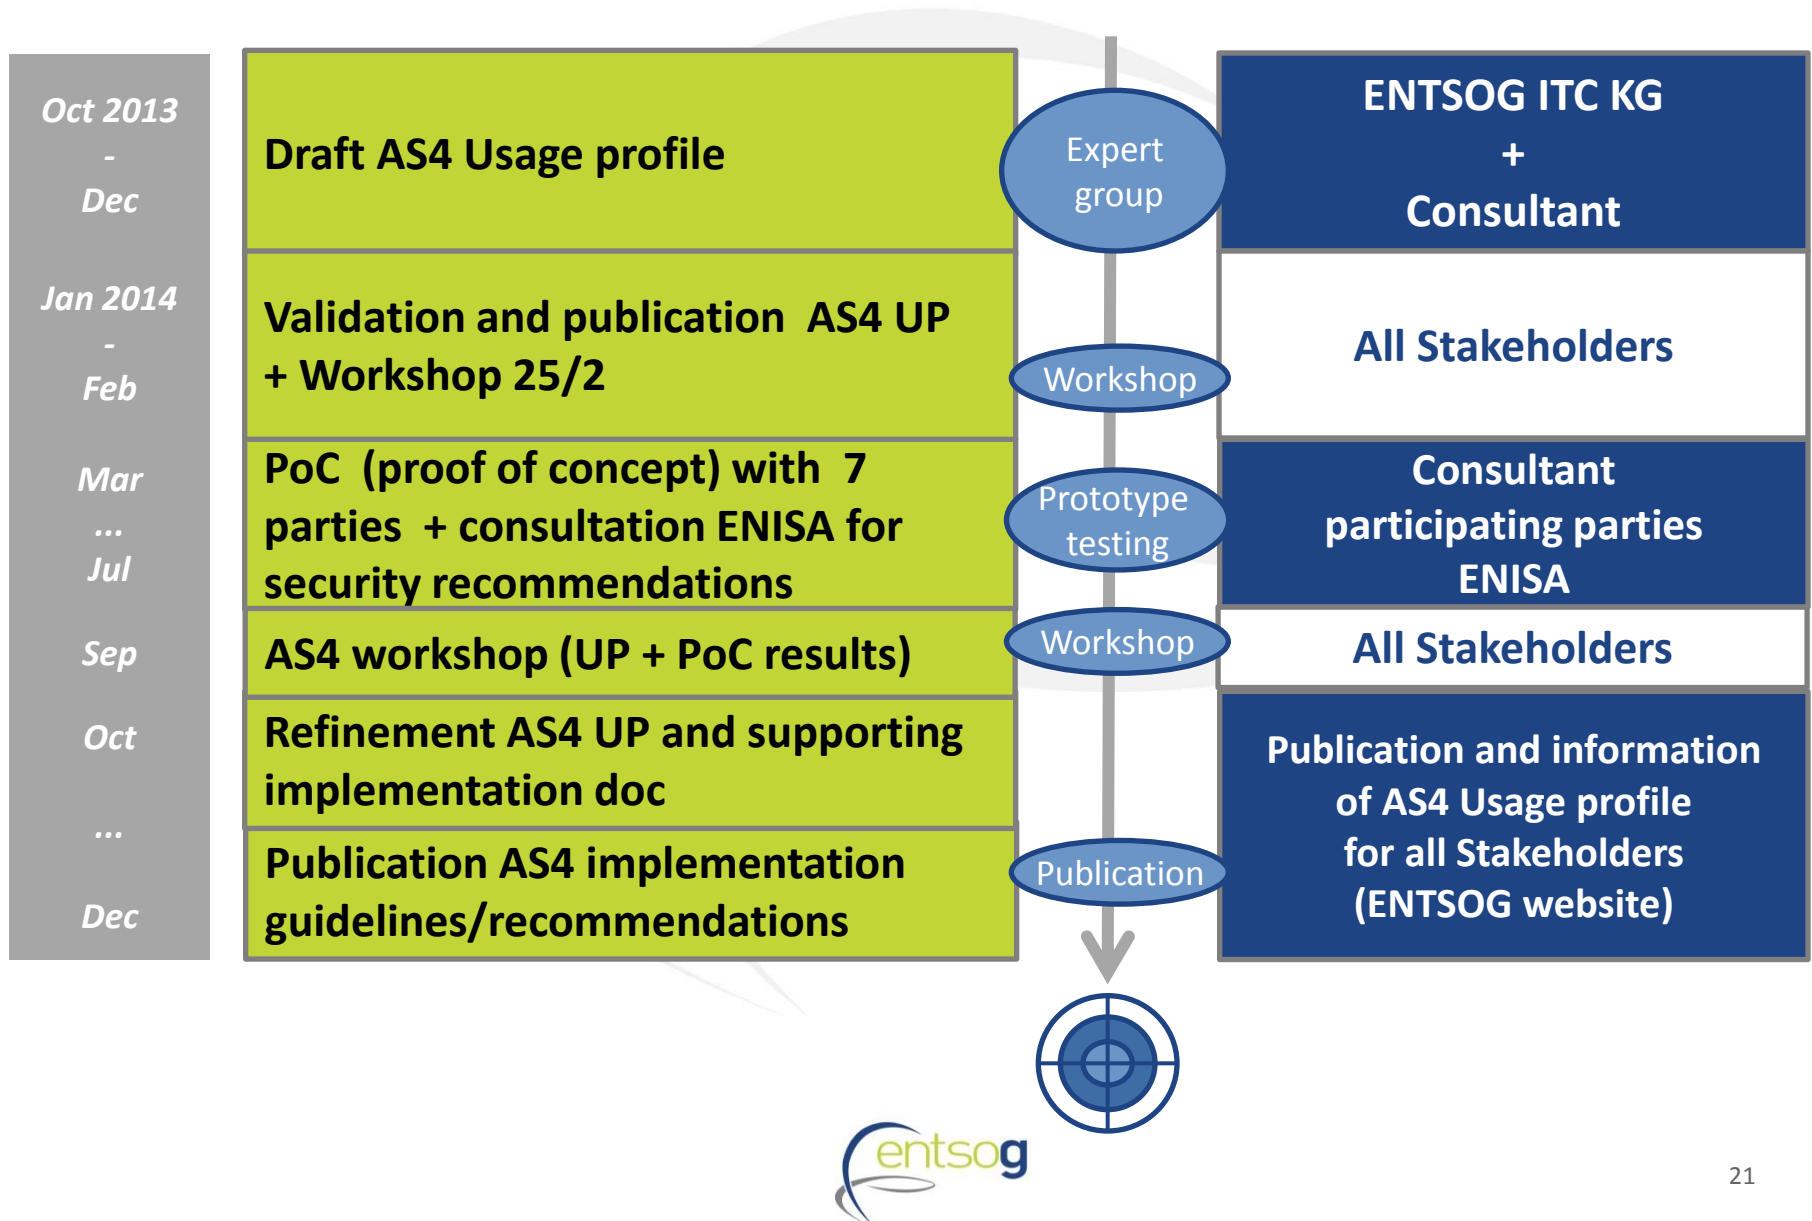 Oct 2013
-
Dec
Draft AS4 Usage profile
Expert
group
ENTSOG ITC KG
+
Consultant
Jan 2014
-
Feb
Validation and publication  AS4 UP
+ Workshop 25/2
Workshop
All Stakeholders
Mar
...
Jul
PoC  (proof of concept) with  7
parties  + consultation ENISA for
security recommendations
Prototype
testing
Consultant
participating parties
ENISA
Sep
AS4 workshop (UP + PoC results)
Workshop
All Stakeholders
Oct
...
Dec
Refinement AS4 UP and supporting
implementation doc
Publication AS4 implementation
guidelines/recommendations
Publication
Publication and information
of AS4 Usage profile
for all Stakeholders
(ENTSOG website)
entsog
21